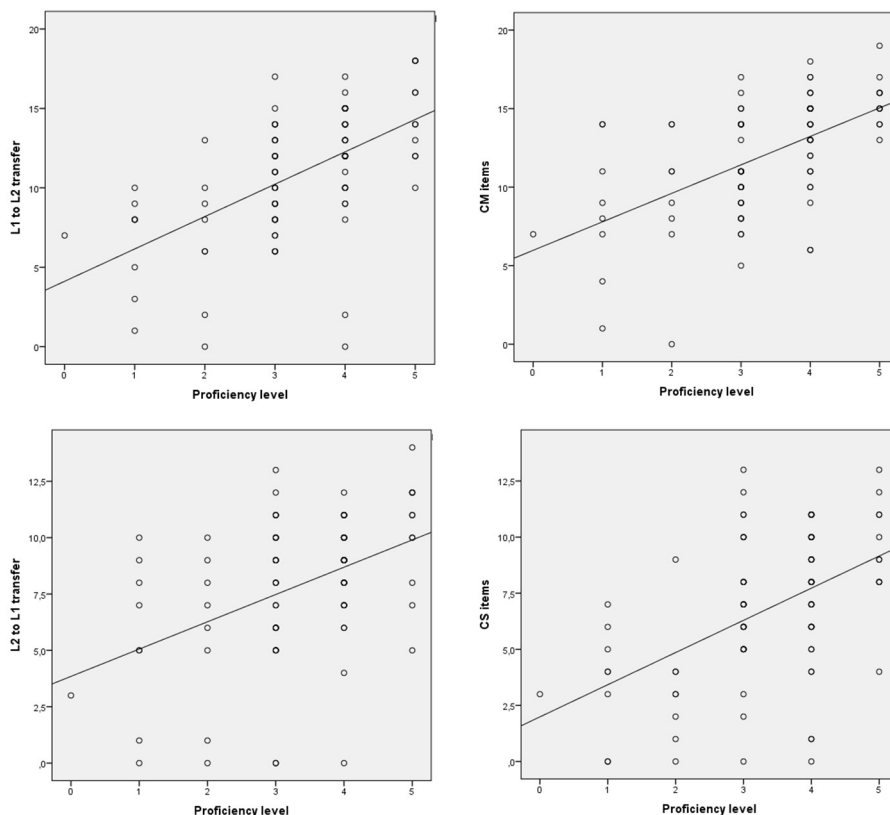 20
15
10
5
0
L1 to L2 transfer
0 1 2 3 4 5
Proficiency level
20
15
10
5
0
CM items
0 1 2 3 4 5
Proficiency level
12,5
10,0
7,5
5,0
2,5
,0
L2 to L1 transfer
0 1 2 3 4 5
Proficiency level
12,5
10,0
7,5
5,0
2,5
,0
CS items
0 1 2 3 4 5
Proficiency level